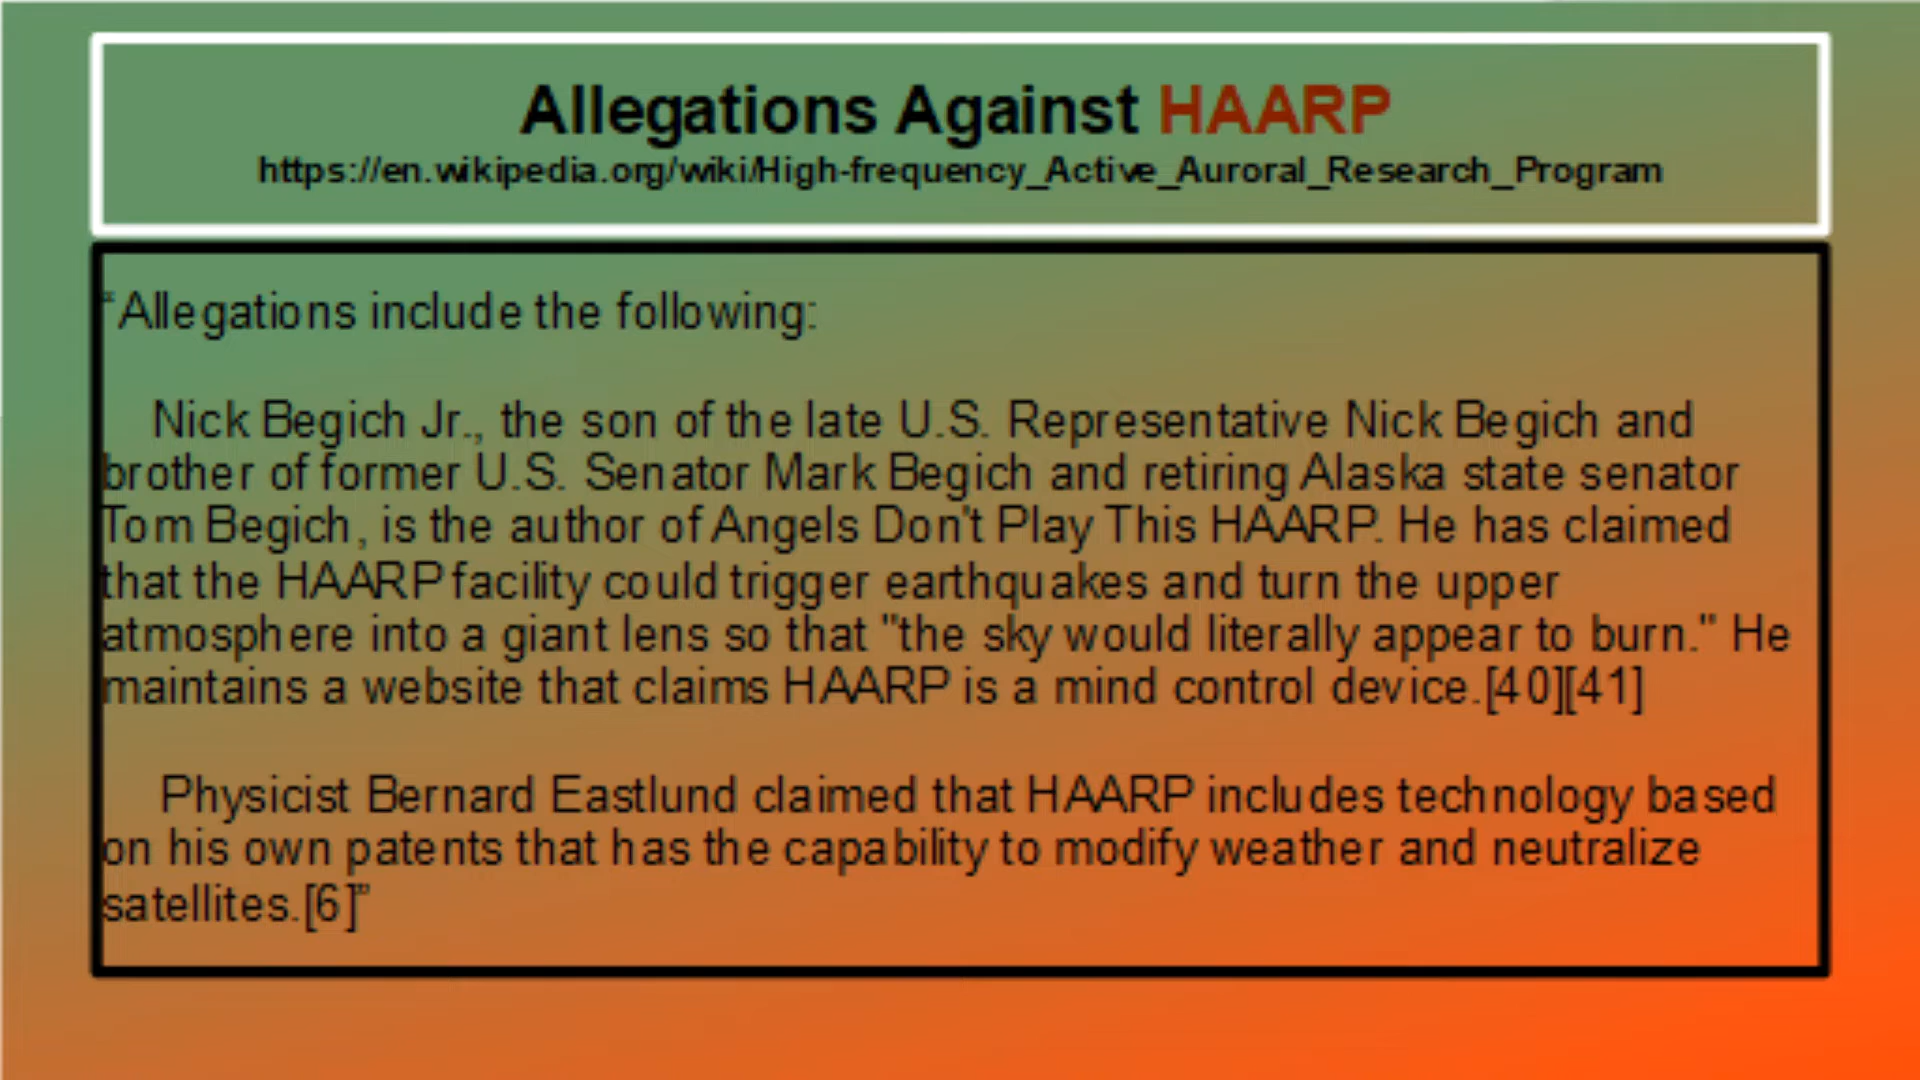 Allegations Against HAARP
https://en.wikipedia.org/wiki/High-frequency_Active_Auroral_Research_Program
“Allegations include the following:
Nick Begich Jr., the son of the late U.S. Representative Nick Begich and
brother of former U.S. Senator Mark Begich and retiring Alaska state senator
Tom Begich, is the author of Angels Don't Play This HAARP. He has claimed
that the HAARP facility could trigger earthquakes and turn the upper
atmosphere into a giant lens so that "the sky would literally appear to burn." He
maintains a website that claims HAARP is a mind control device.[40][41]
Physicist Bernard Eastlund claimed that HAARP includes technology based
on his own patents that has the capability to modify weather and neutralize
satellites.[6]”